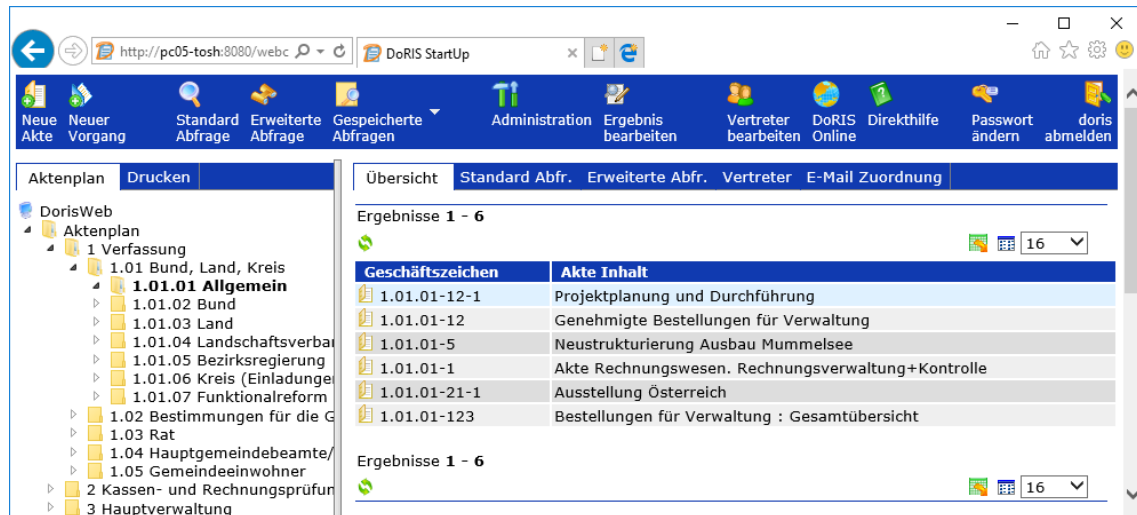 http://pc05-tosh:8080/webc
DoRIS StartUp
Neue Akte
Neuer Vorgang
Standard Abfrage
Erweiterte Abfrage
Gespeicherte Abfragen
Administration
Ergebnis bearbeiten
Vertreter bearbeiten
DoRIS Online
Direkthilfe
Passwort ändern
doris abmelden
Aktenplan Drucken
DorisWeb
Aktenplan
1 Verfassung
1.01 Bund, Land, Kreis
1.01.01 Allgemein
1.01.02 Bund
1.01.03 Land
1.01.04 Landschaftsverba
1.01.05 Bezirksregierung
1.01.06 Kreis (Einladunge
1.01.07 Funktionalreform
1.02 Bestimmungen für die G
1.03 Rat
1.04 Hauptgemeindebeamte/
1.05 Gemeindeeinwohner
2 Kassen- und Rechnungsprüfun
3 Hauptverwaltung
Übersicht Standard Abfr. Erweiterte Abfr. Vertreter E-Mail Zuordnung
Ergebnisse 1 - 6
16
Geschäftszeichen Akte Inhalt
1.01.01-12-1 Projektplanung und Durchführung
1.01.01-12 Genehmigte Bestellungen für Verwaltung
1.01.01-5 Neustrukturierung Ausbau Mummelsee
1.01.01-1 Akte Rechnungswesen. Rechnungsverwaltung+Kontrolle
1.01.01-21-1 Ausstellung Österreich
1.01.01-123 Bestellungen für Verwaltung : Gesamtübersicht
Ergebnisse 1 - 6
16